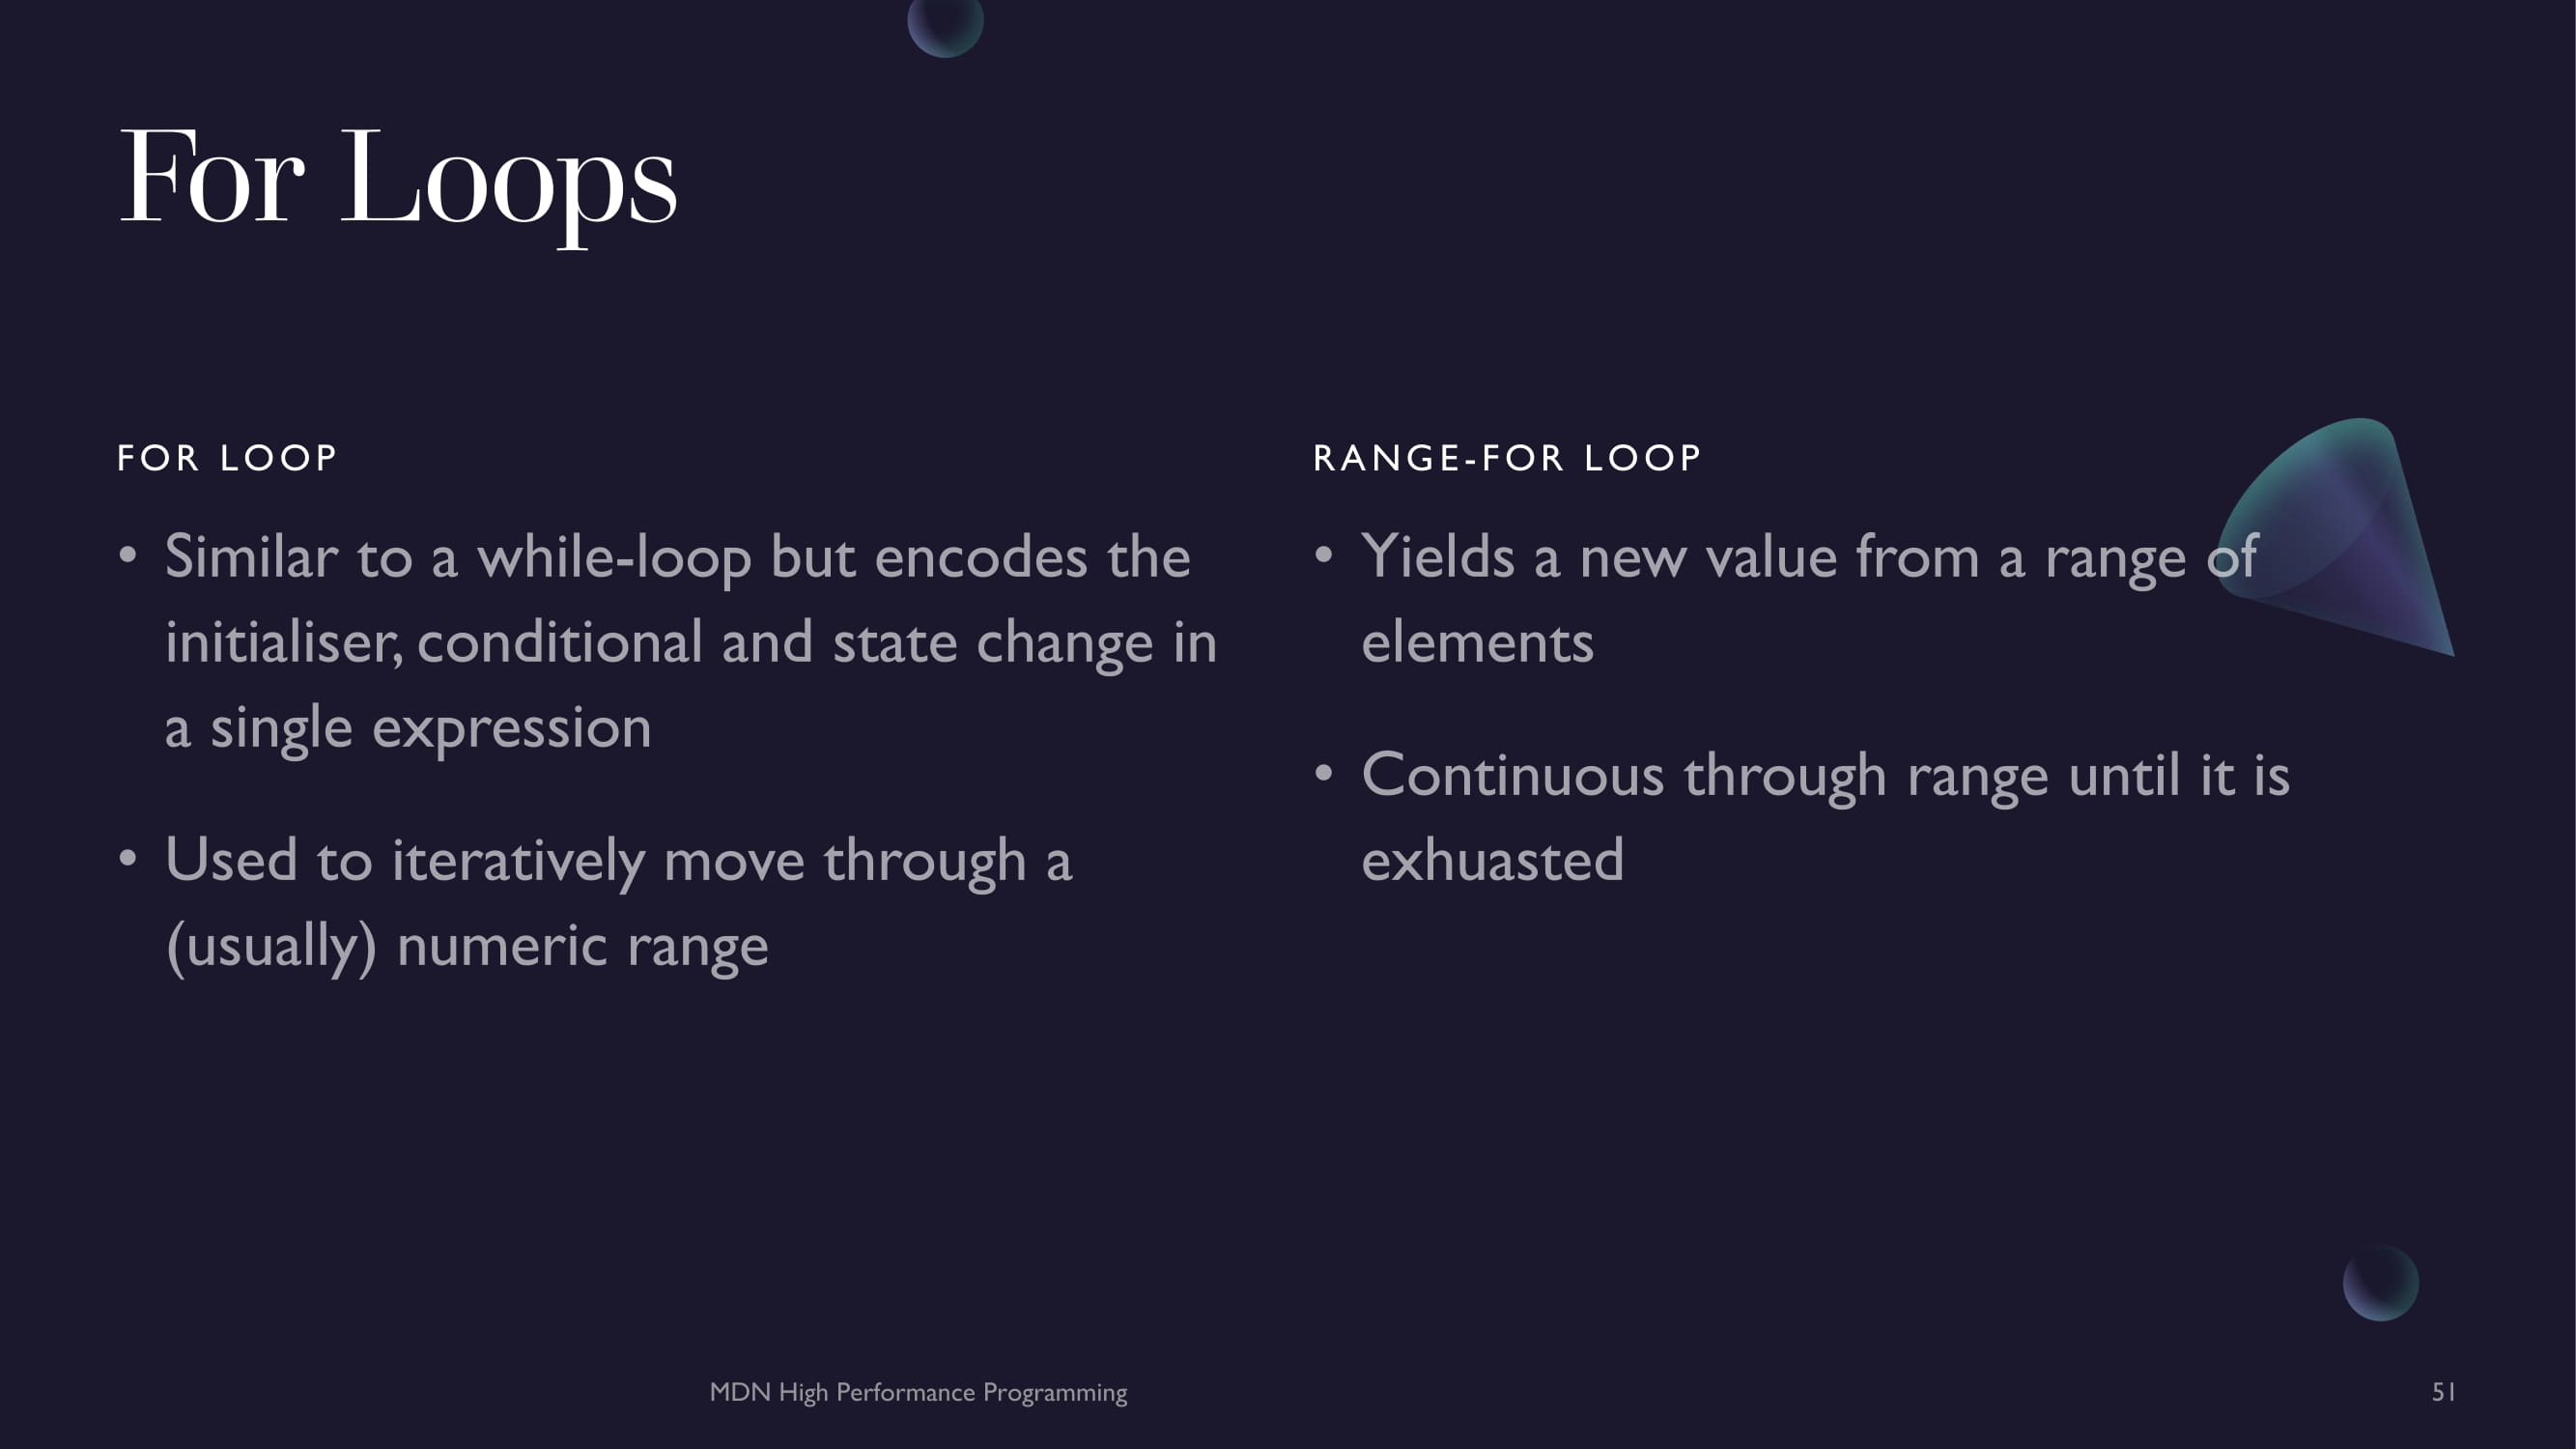 For Loops
FOR LOOP
• Similar to a while-loop but encodes the
initialiser, conditional and state change in
a single expression
• Used to iteratively move through a
(usually) numeric range
RANGE-FOR LOOP
• Yields a new value from a range of
elements
• Continuous through range until it is
exhuasted
MDN High Performance Programming
51